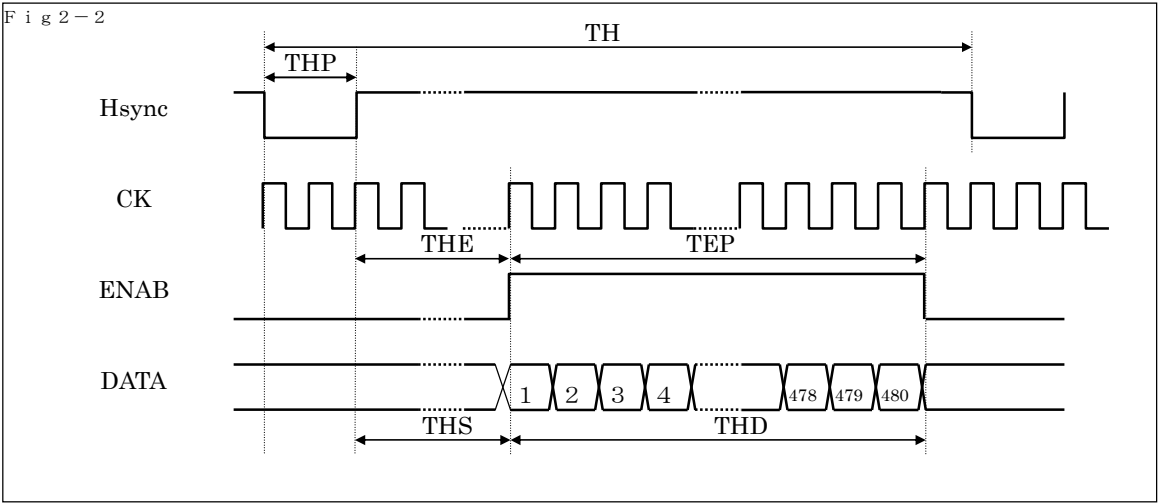 Ｆｉｇ２－２
TH
THP
Hsync
CK
THE TEP
ENAB
DATA 1 2 3 4 478 479 480
THS THD